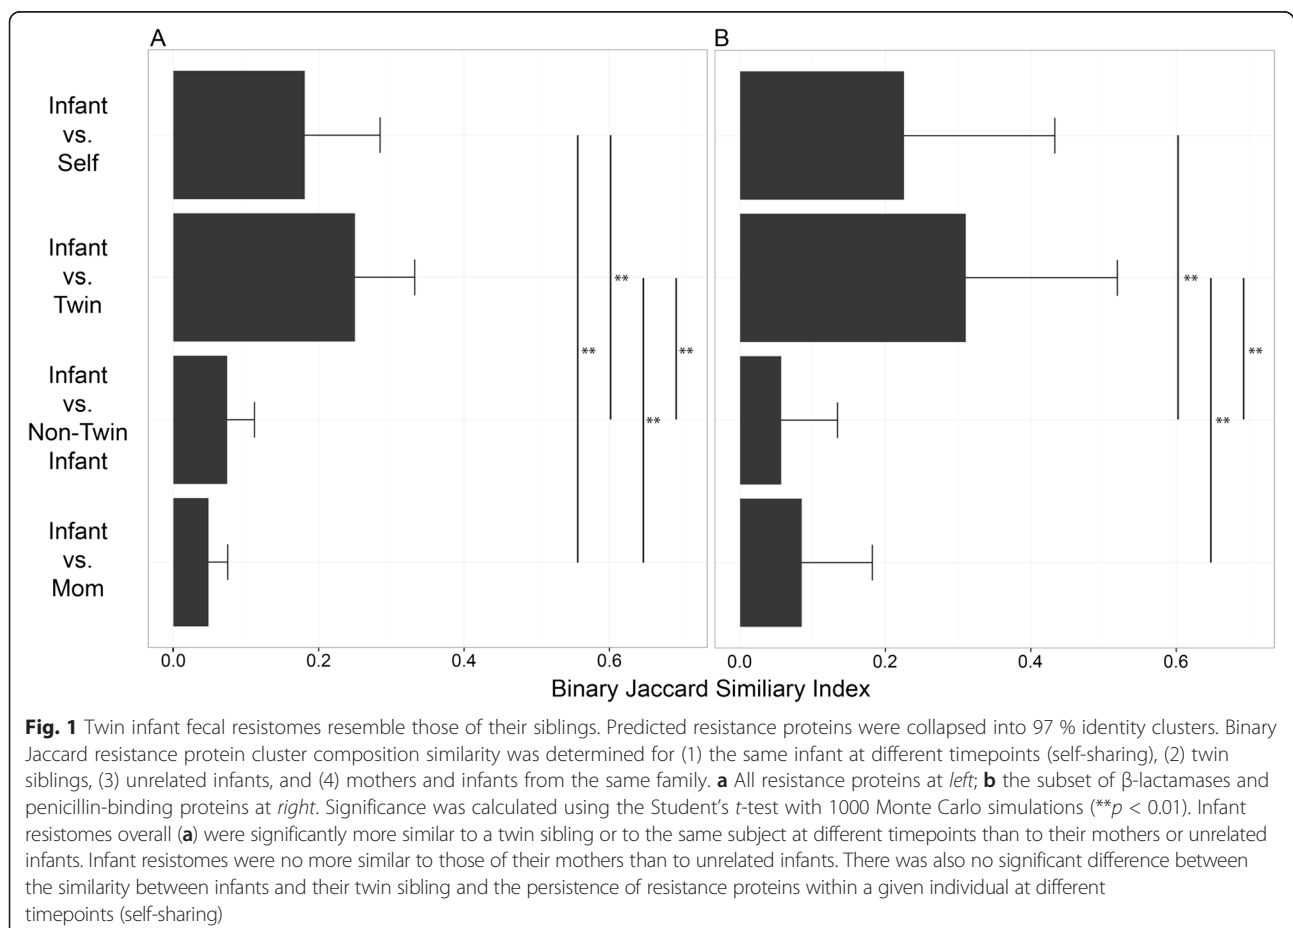 A
B
Infant
vs.
Self
Infant
vs.
Twin
Infant
vs.
Non-Twin
Infant
Infant
vs.
Mom
**
**
**
**
**
**
**
0.0 0.2 0.4 0.6
0.0 0.2 0.4 0.6
Binary Jaccard Similiary Index
Fig. 1 Twin infant fecal resistomes resemble those of their siblings. Predicted resistance proteins were collapsed into 97 % identity clusters. Binary
Jaccard resistance protein cluster composition similarity was determined for (1) the same infant at different timepoints (self-sharing), (2) twin
siblings, (3) unrelated infants, and (4) mothers and infants from the same family. a All resistance proteins at left; b the subset of β-lactamases and
penicillin-binding proteins at right. Significance was calculated using the Student's t-test with 1000 Monte Carlo simulations (**p < 0.01). Infant
resistomes overall (a) were significantly more similar to a twin sibling or to the same subject at different timepoints than to their mothers or unrelated
infants. Infant resistomes were no more similar to those of their mothers than to unrelated infants. There was also no significant difference between
the similarity between infants and their twin sibling and the persistence of resistance proteins within a given individual at different
timepoints (self-sharing)